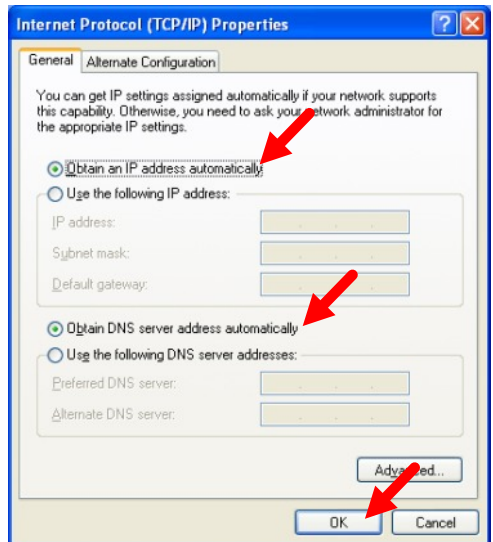 Internet Protocol (TCP/IP) Properties
General
Alternate Configuration
You can get IP settings assigned automatically if your network supports
this capability. Otherwise, you need to ask your network administrator for
the appropriate IP settings.
Obtain an IP address automatically
Use the following IP address:
IP address:
Subnet mask:
Default gateway:
Obtain DNS server address automatically
Use the following DNS server addresses:
Preferred DNS server:
Alternate DNS server:
Advanced...
OK
Cancel